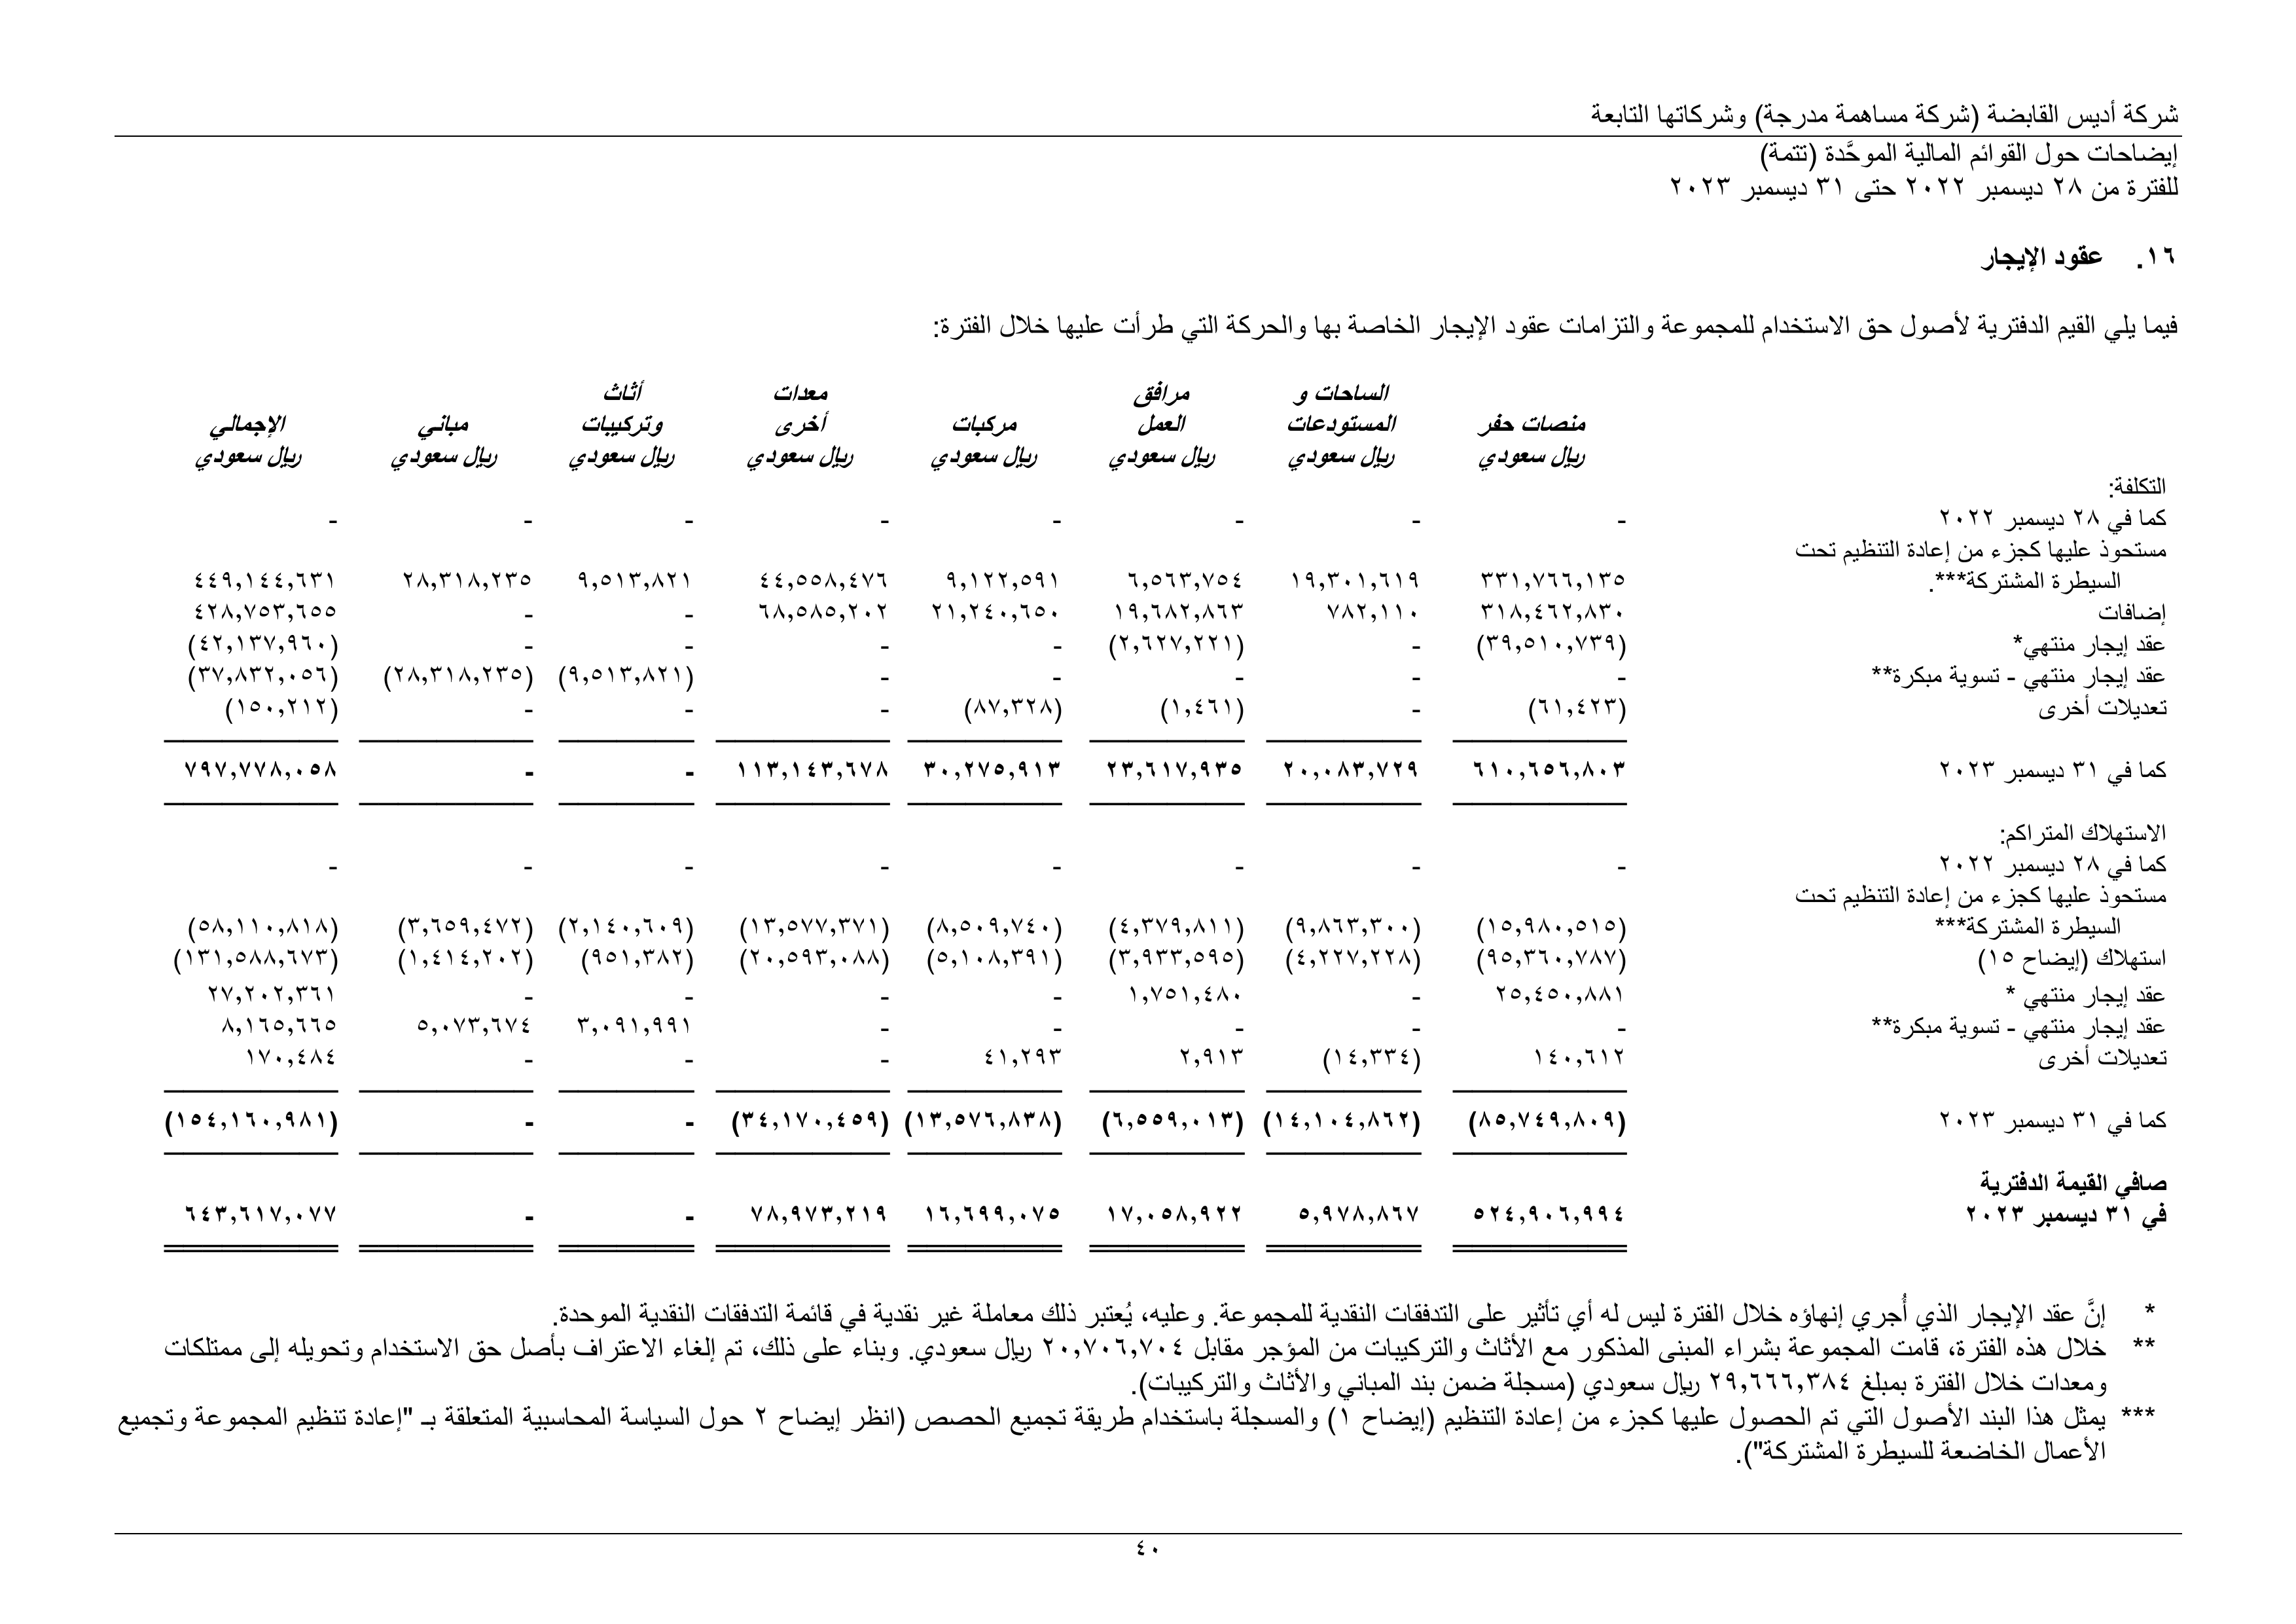 شركة أديس القابضة (شركة مساهمة مدرجة) وشركاتها التابعة
إيضاحات حول القوائم المالية الموحَّدة (تتمة)
للفترة من ٢٨ ديسمبر ٢٠٢٢ حتى ٣١ ديسمبر ٢٠٢٣
١٦. عقود الإيجار
فيما يلي القيم الدفترية لأصول حق الاستخدام للمجموعة والتزامات عقود الإيجار الخاصة بها والحركة التي طرأت عليها خلال الفترة:
الساحات و مرافق معدات أثاث
منصات حفر المستودعات العمل مركبات أخرى وتركيبات مباني الإجمالي
ريال سعودي ريال سعودي ريال سعودي ريال سعودي ريال سعودي ريال سعودي ريال سعودي ريال سعودي
التكلفة:
كما في ٢٨ ديسمبر ٢٠٢٢ - - - - - - - -
مستحوذ عليها كجزء من إعادة التنظيم تحت
السيطرة المشتركة***. ٣٣١,٧٦٦,١٣٥ ١٩,٣٠١,٦١٩ ٦,٥٦٣,٧٥٤ ٩,١٢٢,٥٩١ ٤٤,٥٥٨,٤٧٦ ٩,٥١٣,٨٢١ ٢٨,٣١٨,٢٣٥ ٤٤٩,١٤٤,٦٣١
إضافات ٣١٨,٤٦٢,٨٣٠ ٧٨٢,١١٠ ١٩,٦٨٢,٨٦٣ ٢١,٢٤٠,٦٥٠ ٦٨,٥٨٥,٢٠٢ - - ٤٢٨,٧٥٣,٦٥٥
عقد إيجار منتهي* (٣٩,٥١٠,٧٣٩) - (٢,٦٢٧,٢٢١) - - - - (٤٢,١٣٧,٩٦٠)
عقد إيجار منتهي - تسوية مبكرة** - - - - - (٩,٥١٣,٨٢١) (٢٨,٣١٨,٢٣٥) (٣٧,٨٣٢,٠٥٦)
تعديلات أخرى (٦١,٤٢٣) - (١,٤٦١) (٨٧,٣٢٨) - - - (١٥٠,٢١٢)
كما في ٣١ ديسمبر ٢٠٢٣ ٦١٠,٦٥٦,٨٠٣ ٢٠,٠٨٣,٧٢٩ ٢٣,٦١٧,٩٣٥ ٣٠,٢٧٥,٩١٣ ١١٣,١٤٣,٦٧٨ - - ٧٩٧,٧٧٨,٠٥٨
الاستهلاك المتراكم:
كما في ٢٨ ديسمبر ٢٠٢٢ - - - - - - - -
مستحوذ عليها كجزء من إعادة التنظيم تحت
السيطرة المشتركة*** (١٥,٩٨٠,٥١٥) (٩,٨٦٣,٣٠٠) (٤,٣٧٩,٨١١) (٨,٥٠٩,٧٤٠) (١٣,٥٧٧,٣٧١) (٢,١٤٠,٦٠٩) (٣,٦٥٩,٤٧٢) (٥٨,١١٠,٨١٨)
استهلاك (إيضاح ١٥) (٩٥,٣٦٠,٧٨٧) (٤,٢٢٧,٢٢٨) (٣,٩٣٣,٥٩٥) (٥,١٠٨,٣٩١) (٢٠,٥٩٣,٠٨٨) (٩٥١,٣٨٢) (١,٤١٤,٢٠٢) (١٣١,٥٨٨,٦٧٣)
عقد إيجار منتهي * ٢٥,٤٥٠,٨٨١ - ١,٧٥١,٤٨٠ - - - - ٢٧,٢٠٢,٣٦١
عقد إيجار منتهي - تسوية مبكرة** - - - - - ٣,٠٩١,٩٩١ ٥,٠٧٣,٦٧٤ ٨,١٦٥,٦٦٥
تعديلات أخرى ١٤٠,٦١٢ (١٤,٣٣٤) ٢,٩١٣ ٤١,٢٩٣ - - - ١٧٠,٤٨٤
كما في ٣١ ديسمبر ٢٠٢٣ (٨٥,٧٤٩,٨٠٩) (١٤,١٠٤,٨٦٢) (٦,٥٥٩,٠١٣) (١٣,٥٧٦,٨٣٨) (٣٤,١٧٠,٤٥٩) - - (١٥٤,١٦٠,٩٨١)
صافي القيمة الدفترية
في ٣١ ديسمبر ٢٠٢٣ ٥٢٤,٩٠٦,٩٩٤ ٥,٩٧٨,٨٦٧ ١٧,٠٥٨,٩٢٢ ١٦,٦٩٩,٠٧٥ ٧٨,٩٧٣,٢١٩ - - ٦٤٣,٦١٧,٠٧٧
* إنَّ عقد الإيجار الذي أُجري إنهاؤه خلال الفترة ليس له أي تأثير على التدفقات النقدية للمجموعة. وعليه، يُعتبر ذلك معاملة غير نقدية في قائمة التدفقات النقدية الموحدة.
** خلال هذه الفترة، قامت المجموعة بشراء المبنى المذكور مع الأثاث والتركيبات من المؤجر مقابل ٢٠,٧٠٦,٧٠٤ ريال سعودي. وبناء على ذلك، تم إلغاء الاعتراف بأصل حق الاستخدام وتحويله إلى ممتلكات
ومعدات خلال الفترة بمبلغ ٢٩,٦٦٦,٣٨٤ ريال سعودي (مسجلة ضمن بند المباني والأثاث والتركيبات).
*** يمثل هذا البند الأصول التي تم الحصول عليها كجزء من إعادة التنظيم (إيضاح ١) والمسجلة باستخدام طريقة تجميع الحصص (انظر إيضاح ٢ حول السياسة المحاسبية المتعلقة بـ "إعادة تنظيم المجموعة وتجميع
الأعمال الخاضعة للسيطرة المشتركة").
٤٠